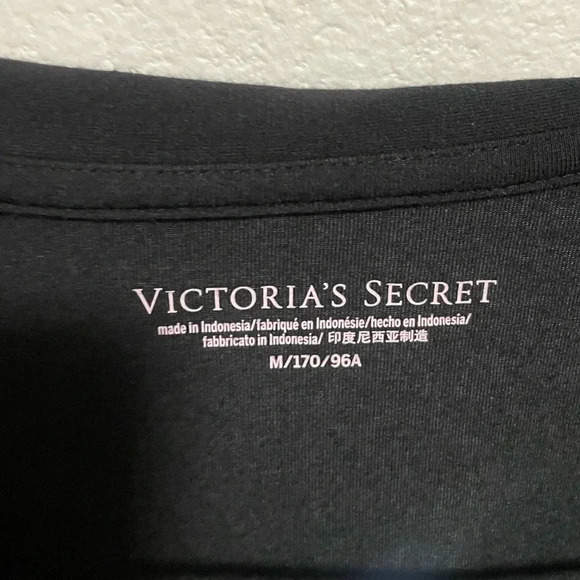 VICTORIA'S SECRET
made in Indonesia/fabriqué en Indonésie/hecho en Indonesia/
fabbricato in Indonesia/ 印度尼西亚制造
M/170/96A